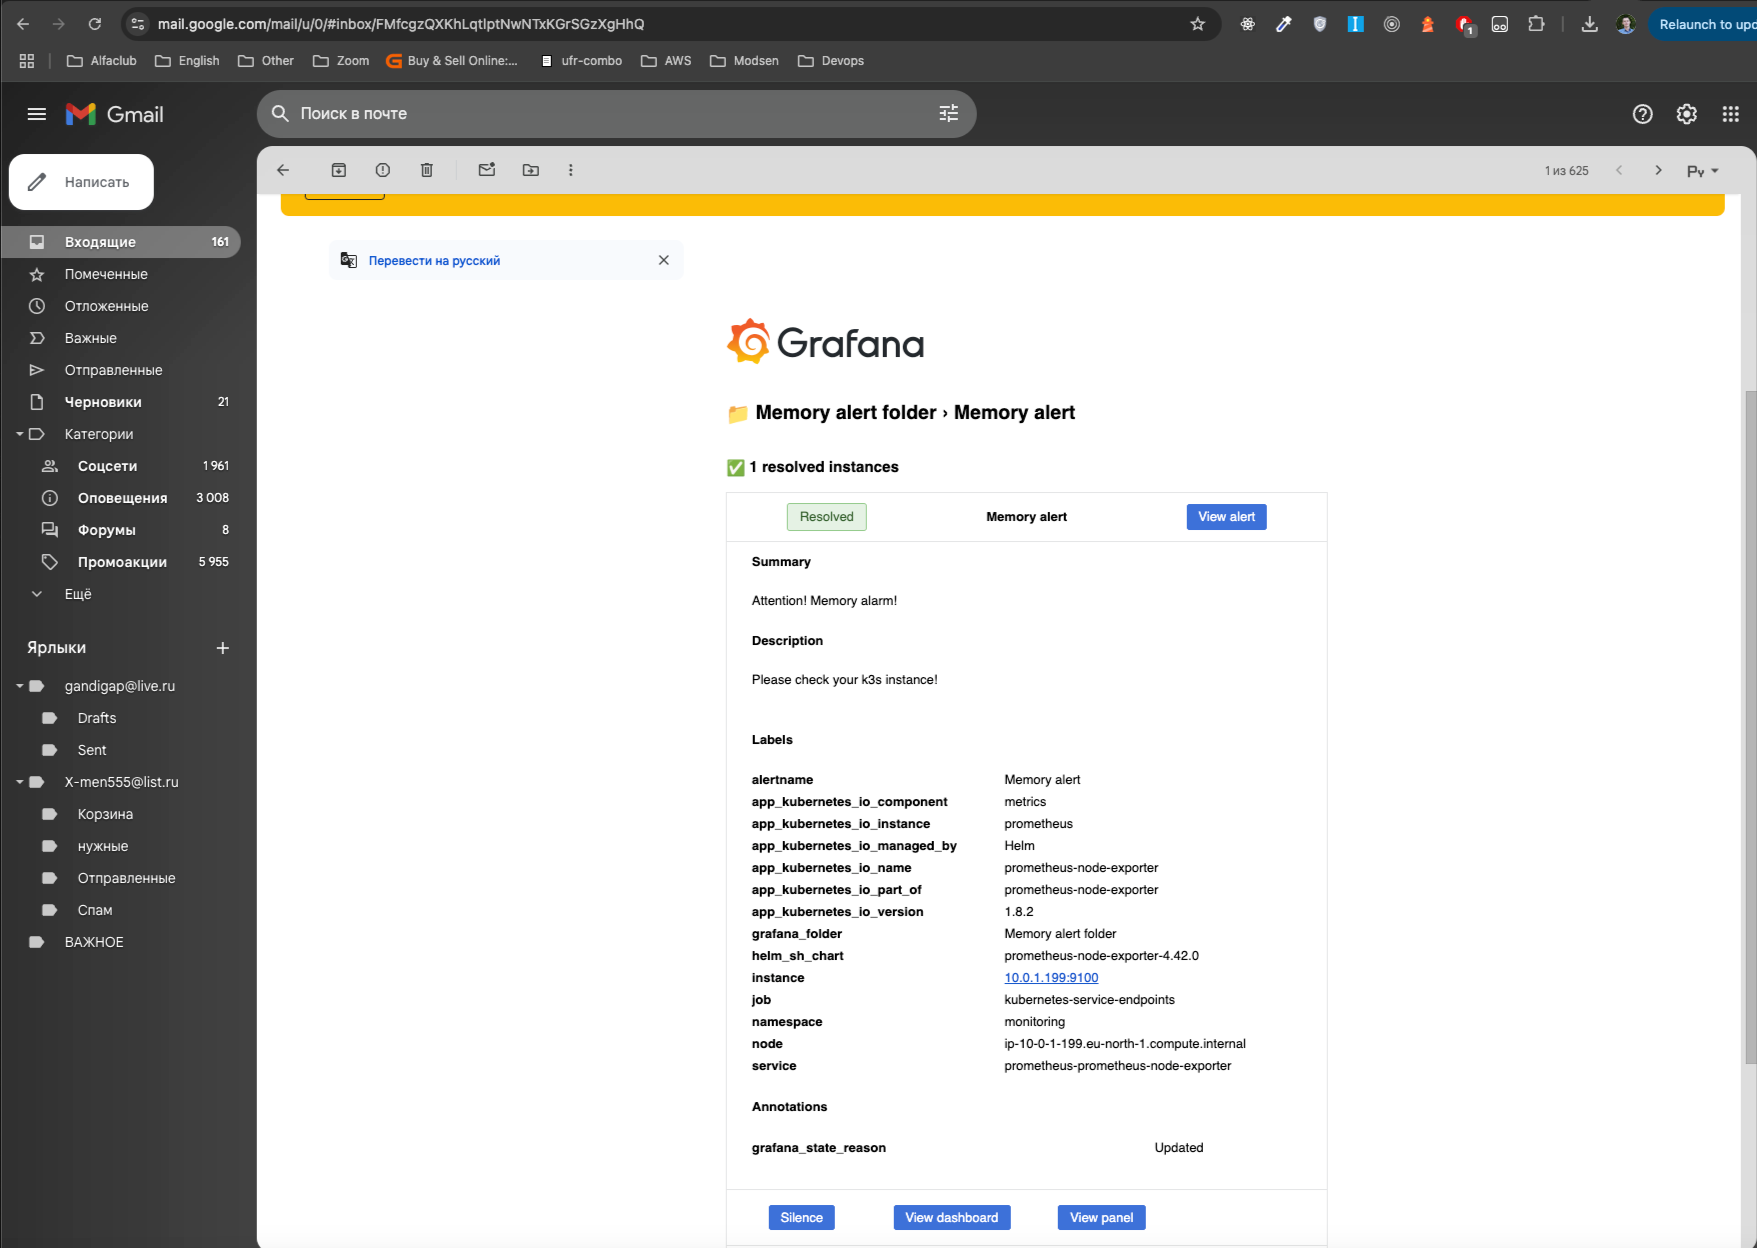 mail.google.com/mail/u/0/#inbox/FMfcgzQXKhLqtlptNwNTxKGrSGzXgHhQ
1
Relaunch to upd
Alfaclub English Other Zoom Buy & Sell Online:... ufr-combo AWS Modsen Devops
Gmail
Поиск в почте
Написать
1 из 625
Ру
Входящие 161
Помеченные
Отложенные
Важные
Отправленные
Черновики 21
Категории
Соцсети 1 961
Оповещения 3 008
Форумы 8
Промоакции 5 955
Ещё
Ярлыки
gandigap@live.ru
Drafts
Sent
X-men555@list.ru
Корзина
нужные
Отправленные
Спам
ВАЖНОЕ
Перевести на русский
Grafana
Memory alert folder › Memory alert
1 resolved instances
Resolved Memory alert View alert
Summary
Attention! Memory alarm!
Description
Please check your k3s instance!
Labels
alertname Memory alert
app_kubernetes_io_component metrics
app_kubernetes_io_instance prometheus
app_kubernetes_io_managed_by Helm
app_kubernetes_io_name prometheus-node-exporter
app_kubernetes_io_part_of prometheus-node-exporter
app_kubernetes_io_version 1.8.2
grafana_folder Memory alert folder
helm_sh_chart prometheus-node-exporter-4.42.0
instance 10.0.1.199:9100
job kubernetes-service-endpoints
namespace monitoring
node ip-10-0-1-199.eu-north-1.compute.internal
service prometheus-prometheus-node-exporter
Annotations
grafana_state_reason Updated
Silence View dashboard View panel